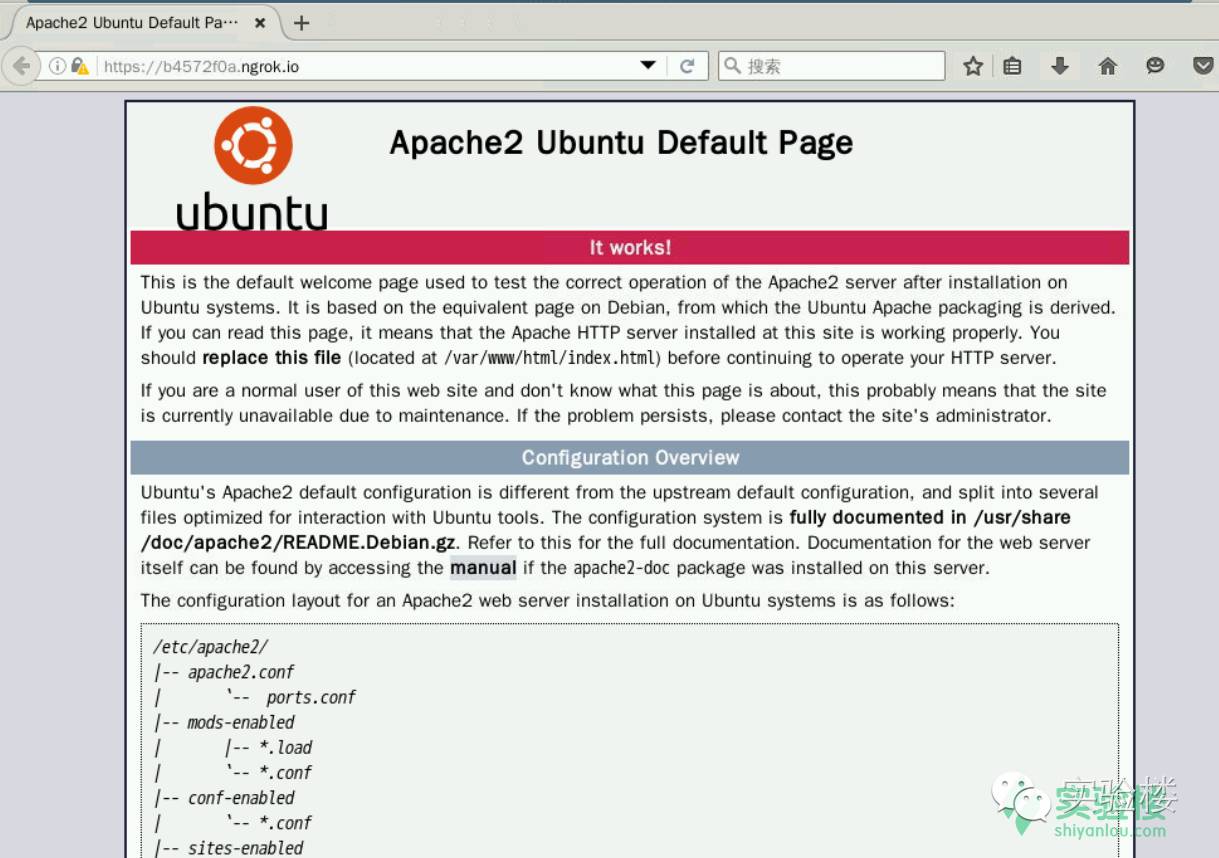 Apache2 Ubuntu Default Pa···
https://b4572f0a.ngrok.io
搜索
Apache2 Ubuntu Default Page
ubuntu
It works!
This is the default welcome page used to test the correct operation of the Apache2 server after installation on
Ubuntu systems. It is based on the equivalent page on Debian, from which the Ubuntu Apache packaging is derived.
If you can read this page, it means that the Apache HTTP server installed at this site is working properly. You
should replace this file (located at /var/www/html/index.html) before continuing to operate your HTTP server.
If you are a normal user of this web site and don't know what this page is about, this probably means that the site
is currently unavailable due to maintenance. If the problem persists, please contact the site's administrator.
Configuration Overview
Ubuntu's Apache2 default configuration is different from the upstream default configuration, and split into several
files optimized for interaction with Ubuntu tools. The configuration system is fully documented in /usr/share
/doc/apache2/README.Debian.gz. Refer to this for the full documentation. Documentation for the web server
itself can be found by accessing the manual if the apache2-doc package was installed on this server.
The configuration layout for an Apache2 web server installation on Ubuntu systems is as follows:
/etc/apache2/
|-- apache2.conf
|       `--  ports.conf
|-- mods-enabled
|       |-- *.load
|       `-- *.conf
|-- conf-enabled
|       `-- *.conf
|-- sites-enabled
实验楼
实验楼
shiyanlou.com